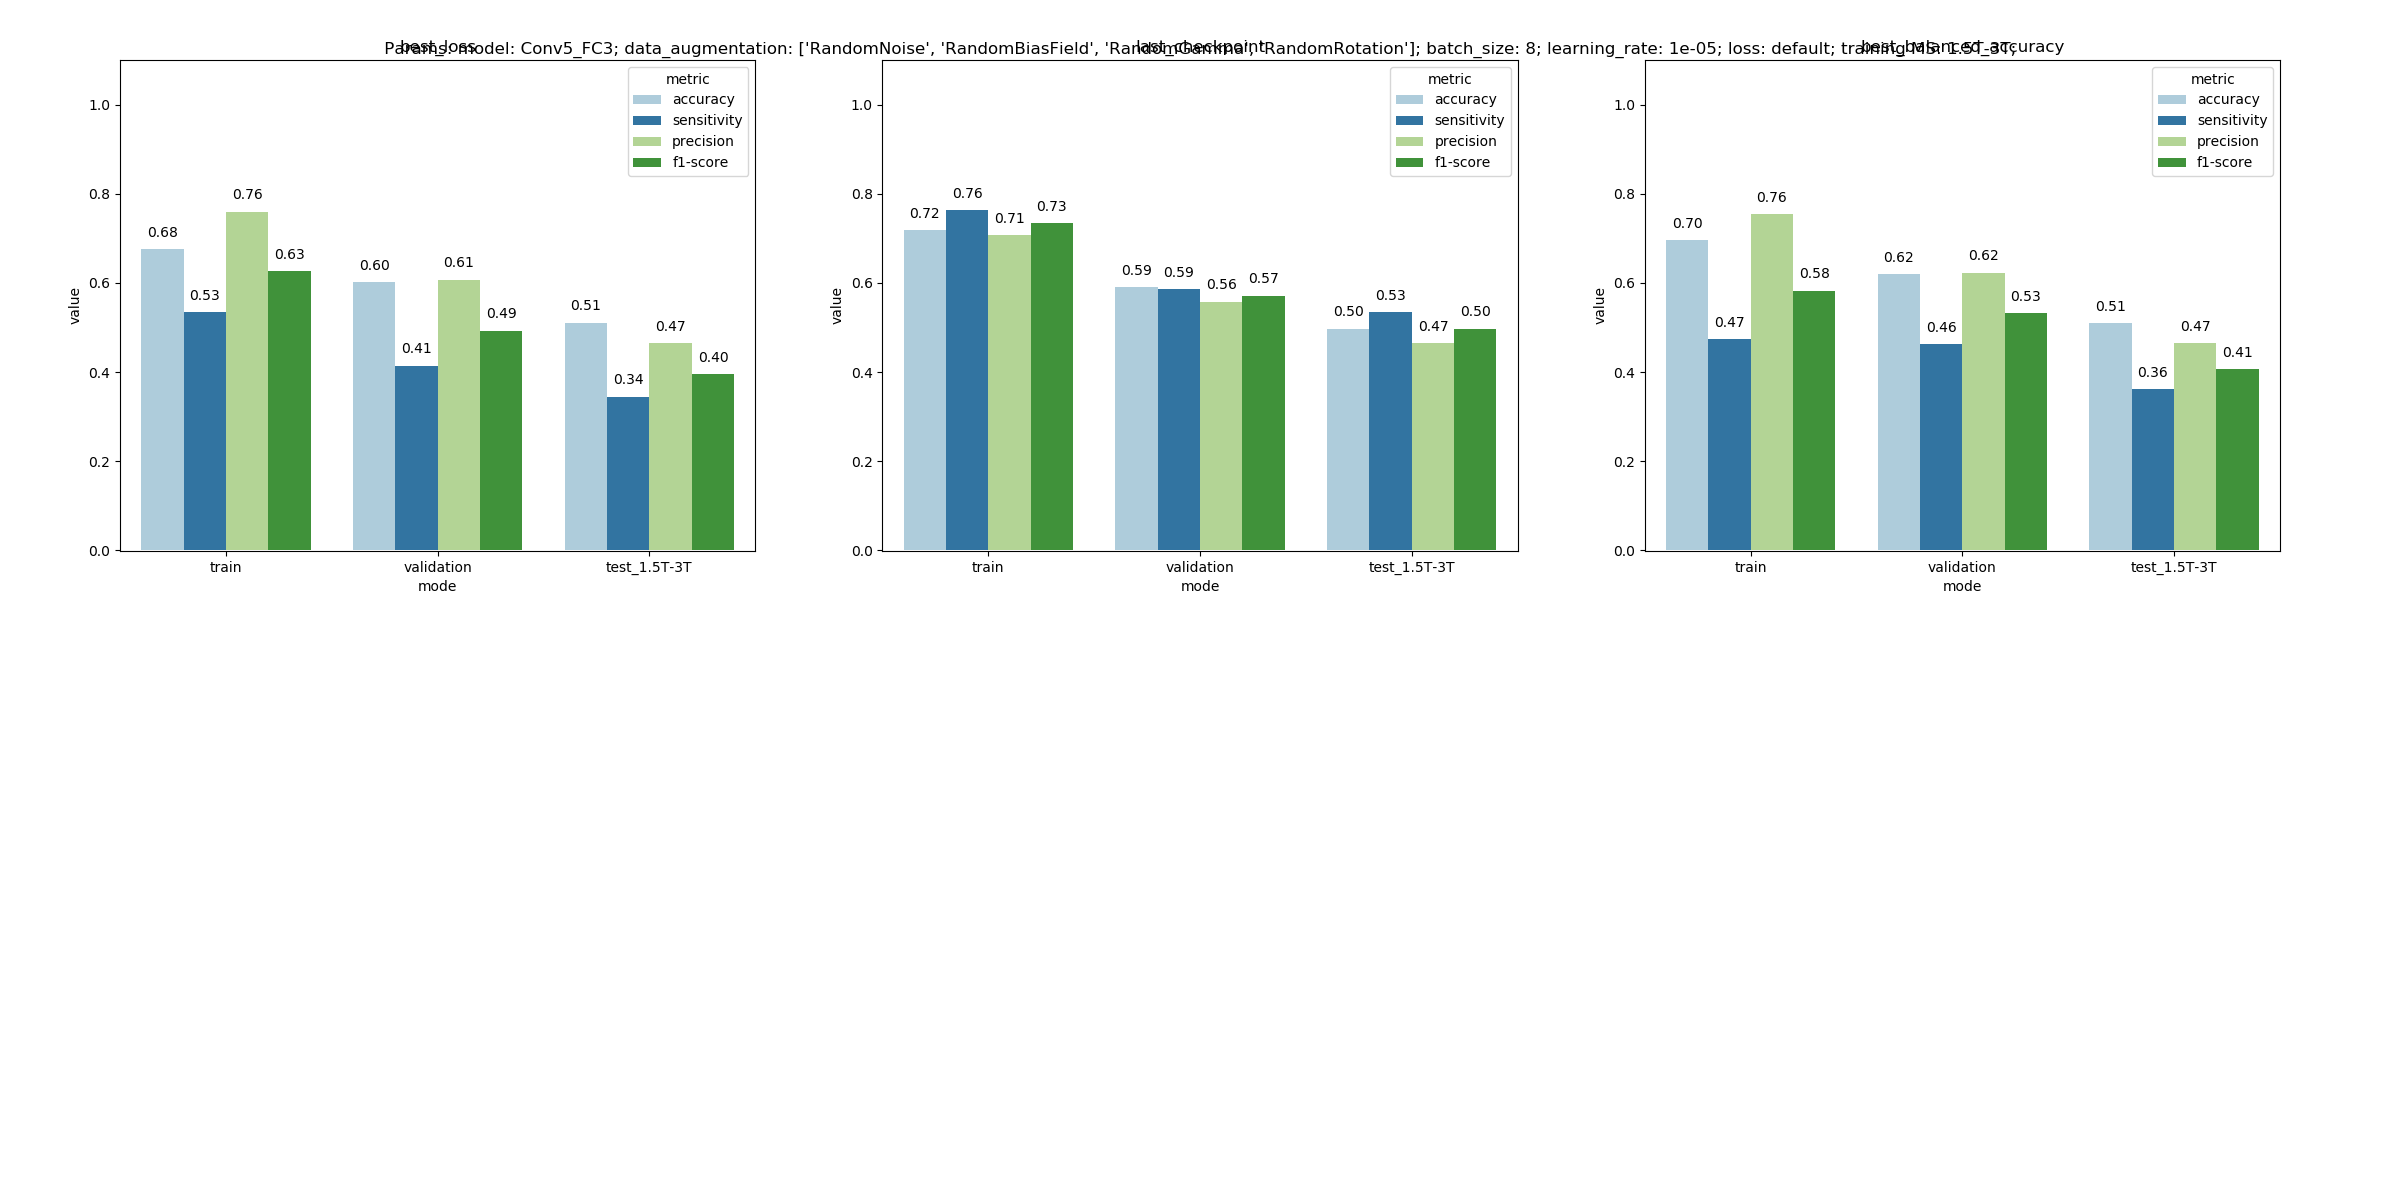 Params: model: Conv5_FC3; data_augmentation: ['RandomNoise', 'RandomBiasField', 'RandomGamma', 'RandomRotation']; batch_size: 8; learning_rate: 1e-05; loss: default; training MS: 1.5T-3T;
best_loss
metric
accuracy
sensitivity
precision
f1-score
value
1.0
0.8
0.6
0.4
0.2
0.0
0.68
0.53
0.76
0.63
0.60
0.41
0.61
0.49
0.51
0.34
0.47
0.40
train
validation
test_1.5T-3T
mode
last_checkpoint
metric
accuracy
sensitivity
precision
f1-score
value
1.0
0.8
0.6
0.4
0.2
0.0
0.72
0.76
0.71
0.73
0.59
0.59
0.56
0.57
0.50
0.53
0.47
0.50
train
validation
test_1.5T-3T
mode
best_balanced_accuracy
metric
accuracy
sensitivity
precision
f1-score
value
1.0
0.8
0.6
0.4
0.2
0.0
0.70
0.47
0.76
0.58
0.62
0.46
0.62
0.53
0.51
0.36
0.47
0.41
train
validation
test_1.5T-3T
mode